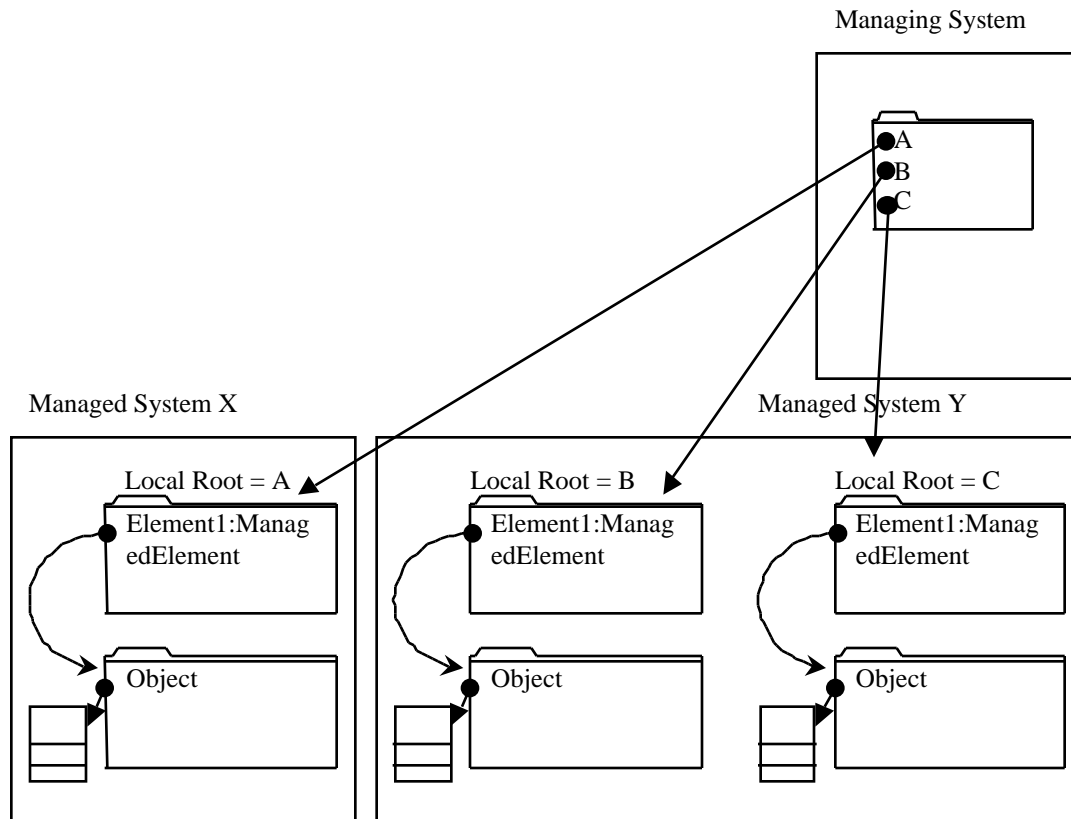 Managing System
A
B
C
Managed System X
Managed System Y
Local Root = A
Local Root = B
Local Root = C
Element1:Manag
edElement
Element1:Manag
edElement
Element1:Manag
edElement
Object
Object
Object